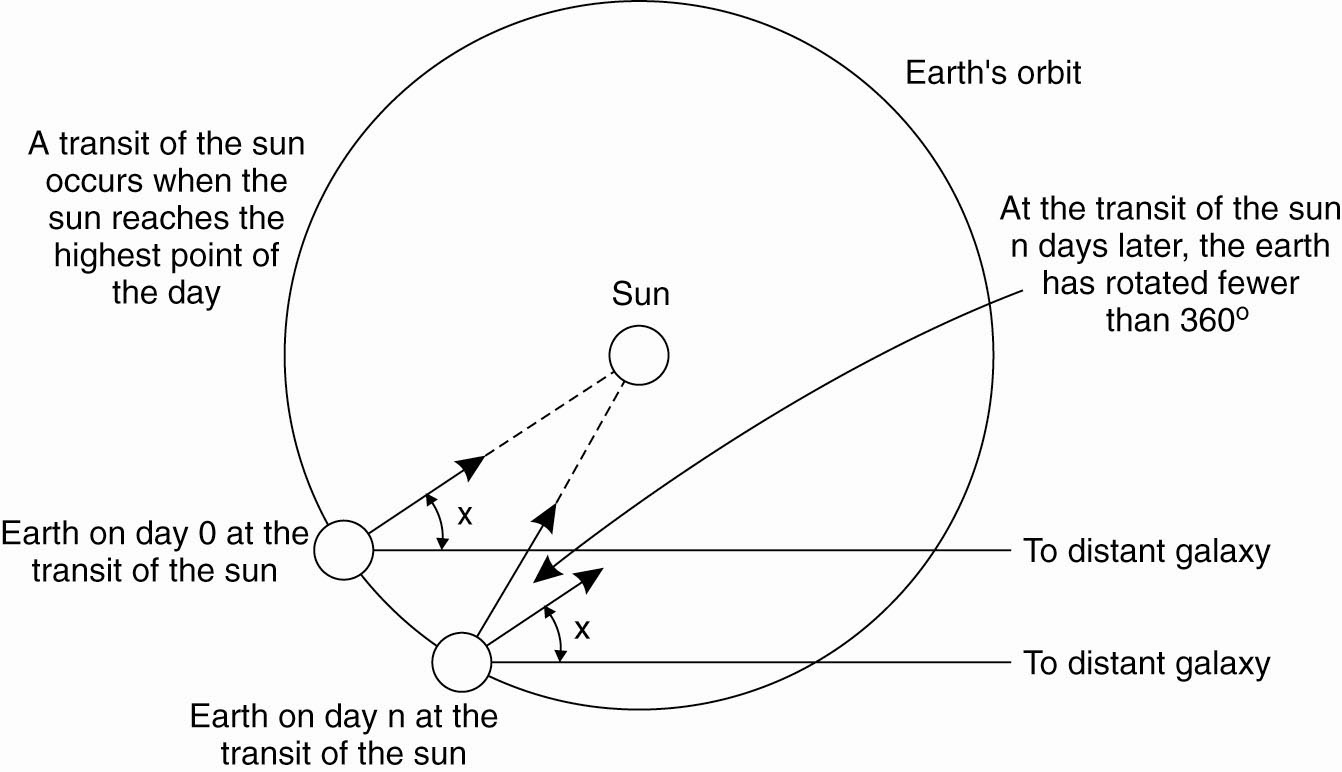 Earth's orbit
A transit of the sun
occurs when the
sun reaches the
highest point of
the day
At the transit of the sun
n days later, the earth
has rotated fewer
than 360º
Sun
x
Earth on day 0 at the
transit of the sun
To distant galaxy
x
To distant galaxy
Earth on day n at the
transit of the sun